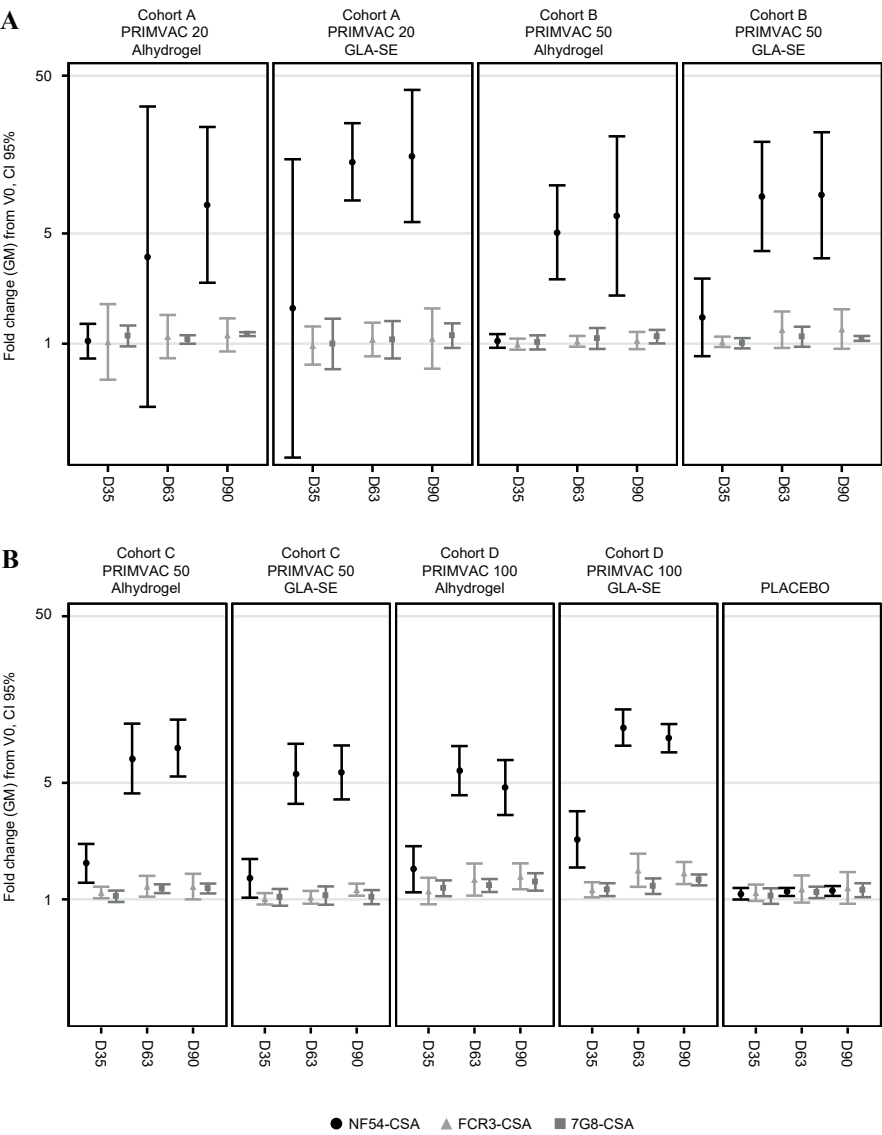 A
Cohort A
PRIMVAC 20
Alhydrogel
Cohort A
PRIMVAC 20
GLA-SE
Cohort B
PRIMVAC 50
Alhydrogel
Cohort B
PRIMVAC 50
GLA-SE
Fold change (GM) from V0, CI 95%
50
5
1
D35
D63
D90
D35
D63
D90
D35
D63
D90
D35
D63
D90
B
Cohort C
PRIMVAC 50
Alhydrogel
Cohort C
PRIMVAC 50
GLA-SE
Cohort D
PRIMVAC 100
Alhydrogel
Cohort D
PRIMVAC 100
GLA-SE
PLACEBO
Fold change (GM) from V0, CI 95%
50
5
1
D35
D63
D90
D35
D63
D90
D35
D63
D90
D35
D63
D90
D35
D63
D90
NF54-CSA FCR3-CSA 7G8-CSA